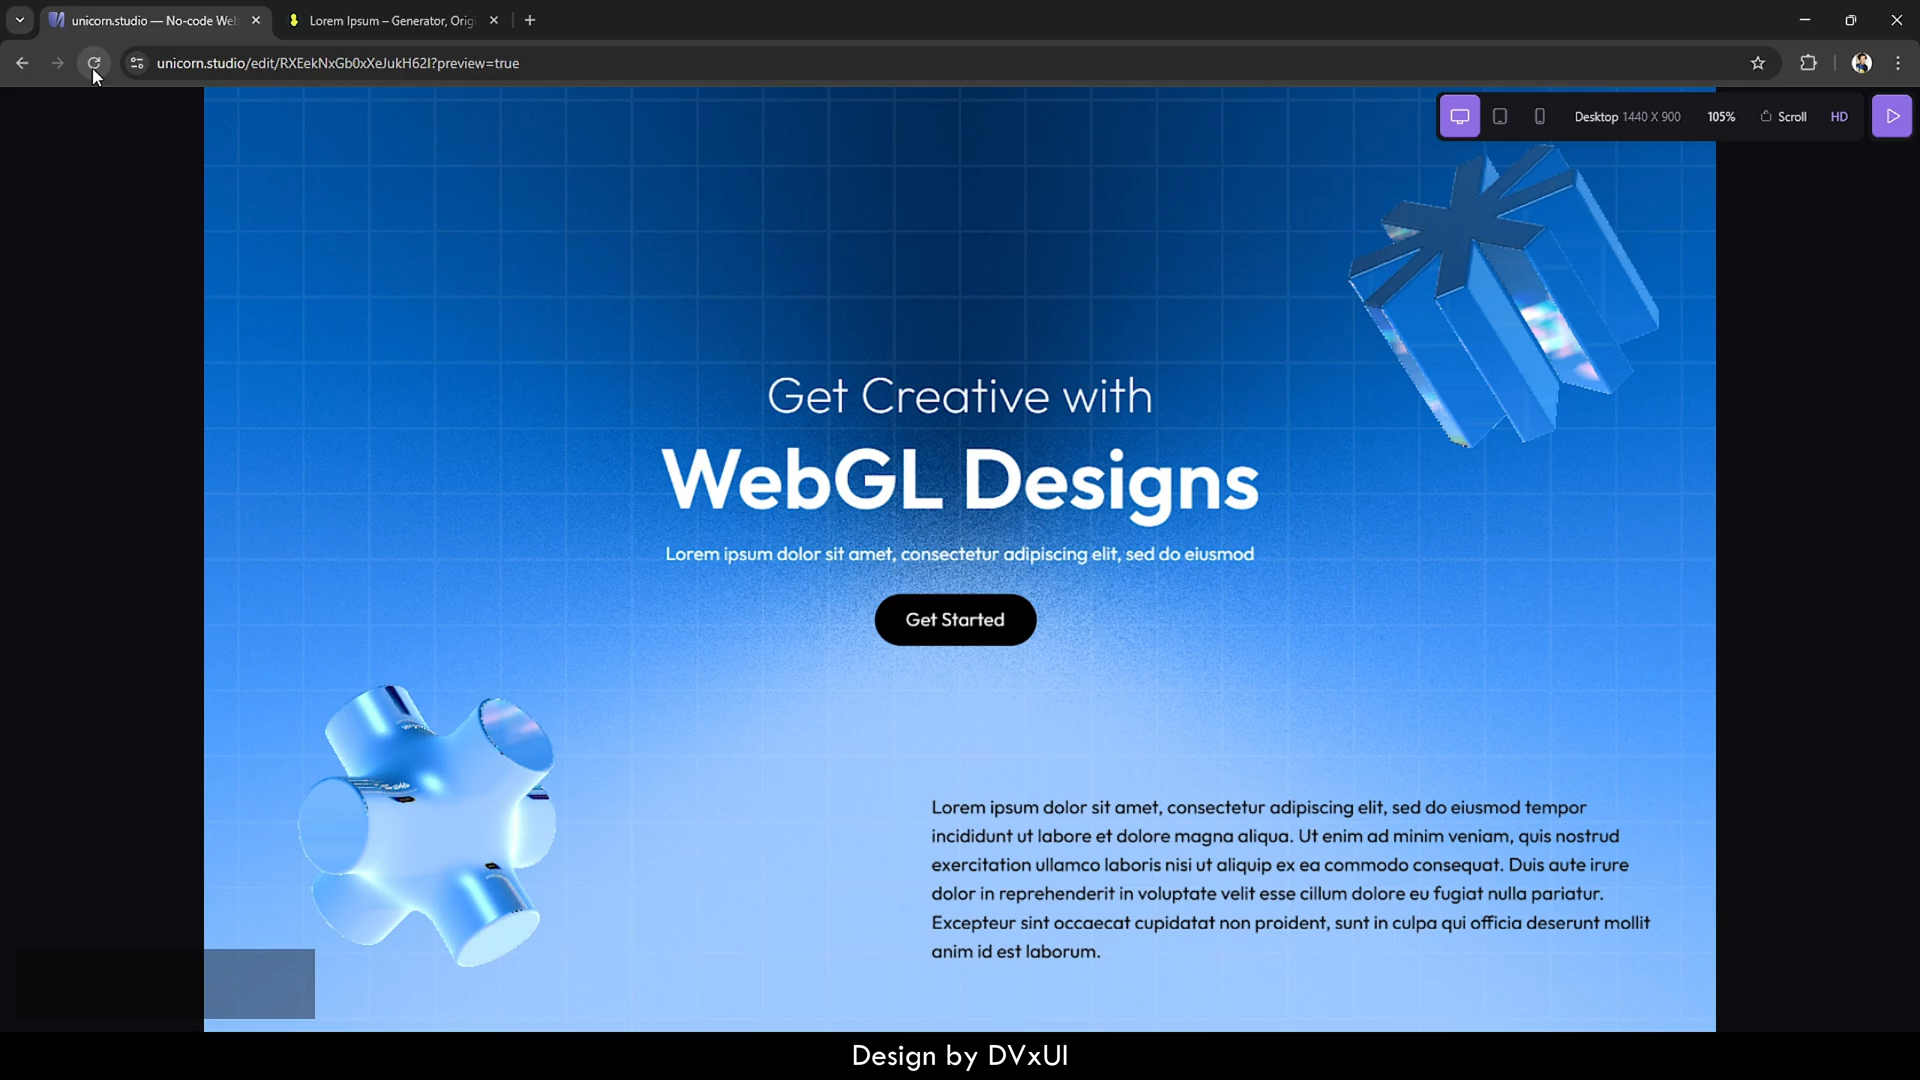 unicorn.studio — No-code Web
Lorem Ipsum – Generator, Orig
unicorn.studio/edit/RXEekNxGb0xXeJukH62I?preview=true
Desktop 1440 X 900 105% Scroll HD
Get Creative with
WebGL Designs
Lorem ipsum dolor sit amet, consectetur adipiscing elit, sed do eiusmod
Get Started
Lorem ipsum dolor sit amet, consectetur adipiscing elit, sed do eiusmod tempor
incididunt ut labore et dolore magna aliqua. Ut enim ad minim veniam, quis nostrud
exercitation ullamco laboris nisi ut aliquip ex ea commodo consequat. Duis aute irure
dolor in reprehenderit in voluptate velit esse cillum dolore eu fugiat nulla pariatur.
Excepteur sint occaecat cupidatat non proident, sunt in culpa qui officia deserunt mollit
anim id est laborum.
Design by DVxUI